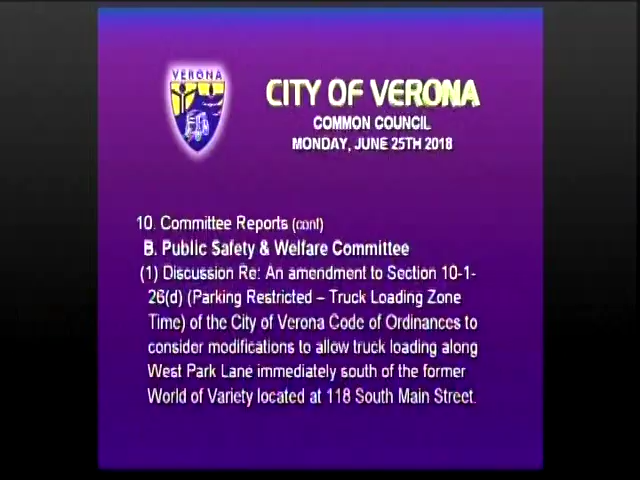 VERONA
CITY OF VERONA
COMMON COUNCIL
MONDAY, JUNE 25TH 2018
10. Committee Reports (cont)
B. Public Safety & Welfare Committee
(1) Discussion Re: An amendment to Section 10-1-
26(d) (Parking Restricted – Truck Loading Zone
Time) of the City of Verona Code of Ordinances to
consider modifications to allow truck loading along
West Park Lane immediately south of the former
World of Variety located at 118 South Main Street.